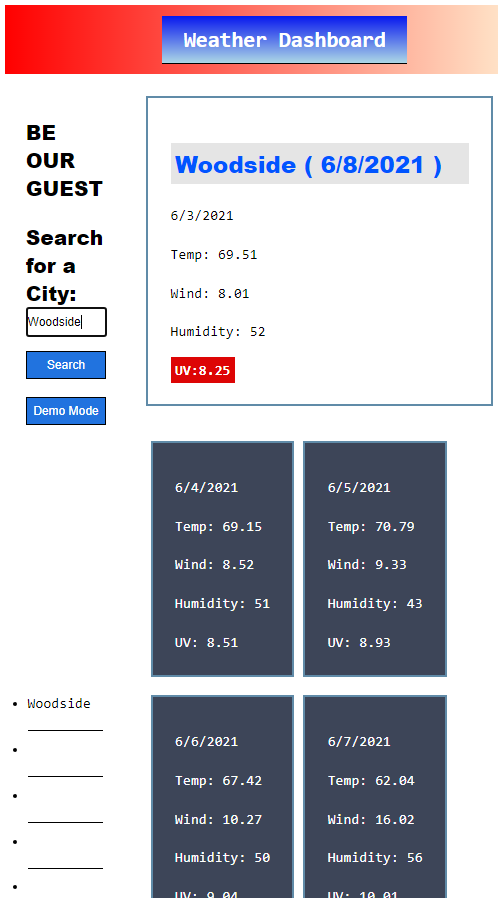 Weather Dashboard
BE
OUR
GUEST
Search
for a
City:
Woodside
Search
Demo Mode
Woodside ( 6/8/2021 )
6/3/2021
Temp: 69.51
Wind: 8.01
Humidity: 52
UV:8.25
6/4/2021
Temp: 69.15
Wind: 8.52
Humidity: 51
UV: 8.51
6/5/2021
Temp: 70.79
Wind: 9.33
Humidity: 43
UV: 8.93
Woodside
6/6/2021
Temp: 67.42
Wind: 10.27
Humidity: 50
UV: 9.04
6/7/2021
Temp: 62.04
Wind: 16.02
Humidity: 56
UV: 10.01